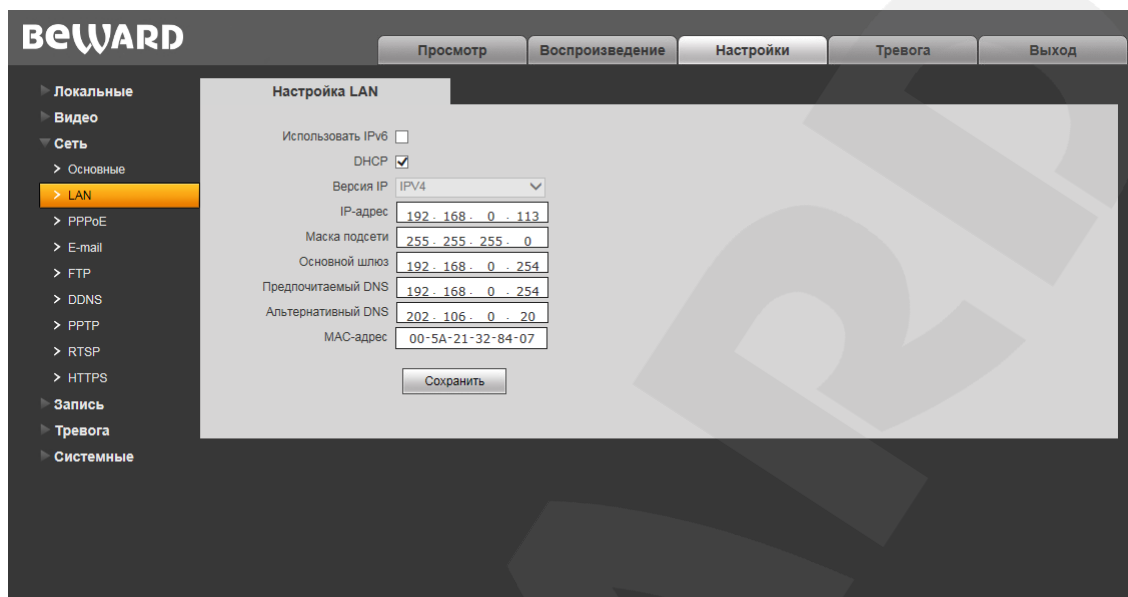 BEWARD
Просмотр
Воспроизведение
Настройки
Тревога
Выход
Локальные
Видео
Сеть
> Основные
> LAN
> PPPoE
> E-mail
> FTP
> DDNS
> PPTP
> RTSP
> HTTPS
Запись
Тревога
Системные
Настройка LAN
Использовать IPv6
DHCP
Версия IP IPV4
IP-адрес 192 . 168 . 0 . 113
Маска подсети 255 . 255 . 255 . 0
Основной шлюз 192 . 168 . 0 . 254
Предпочитаемый DNS 192 . 168 . 0 . 254
Альтернативный DNS 202 . 106 . 0 . 20
MAC-адрес 00-5A-21-32-84-07
Сохранить